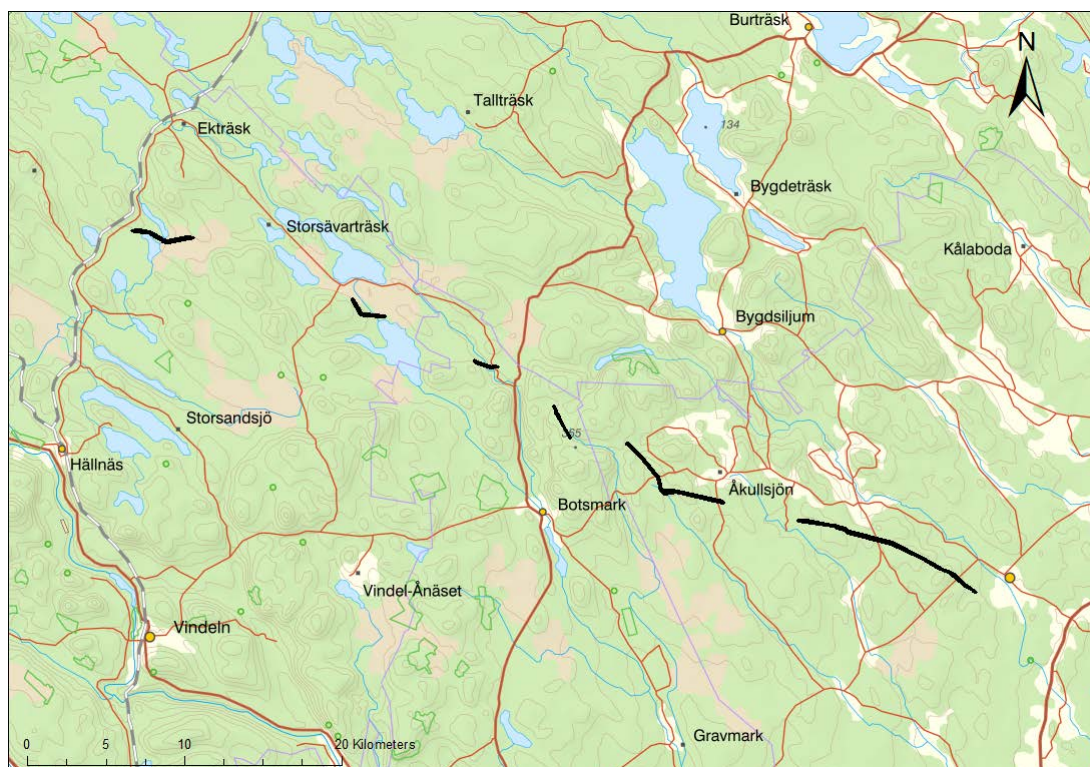 Burträsk
N
Tallträsk
134
Ekträsk
Bygdeträsk
Storsävarträsk
Kålaboda
Bygdsiljum
Storsandsjö
355
Hällnäs
Åkullsjön
Botsmark
Vindel-Ånäset
Vindeln
Gravmark
0 5 10 20 Kilometers